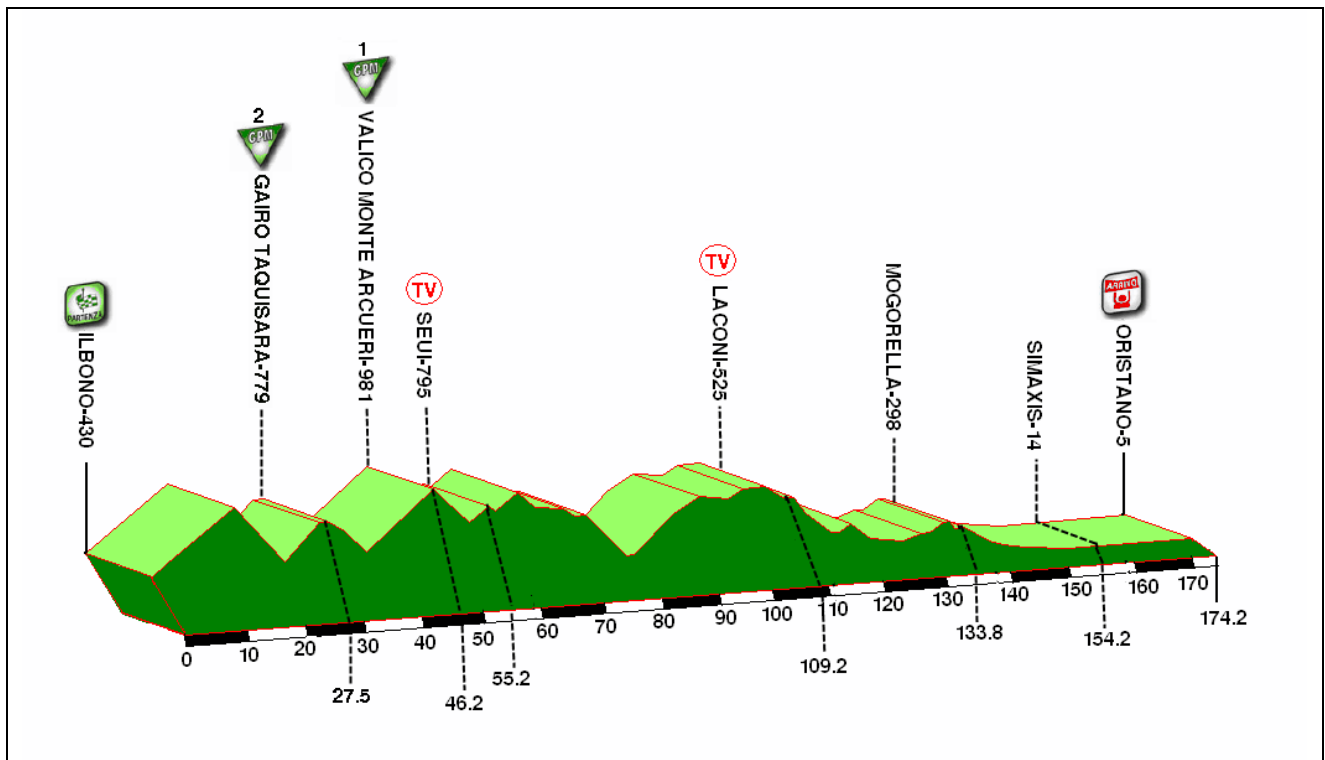 1
GPM
VALICO MONTE ARCUERI-981
2
GPM
GAIRO TAQUISARA-779
TV
LACONI-525
MOGORELLA-298
ARRIVO
ORISTANO-5
TV
SEUI-795
PARTENZA
ILBONO-430
SIMAXIS-14
0
10
20
30
40
50
60
70
80
90
100
110
120
130
140
150
160
170
174.2
27.5
46.2
55.2
109.2
133.8
154.2